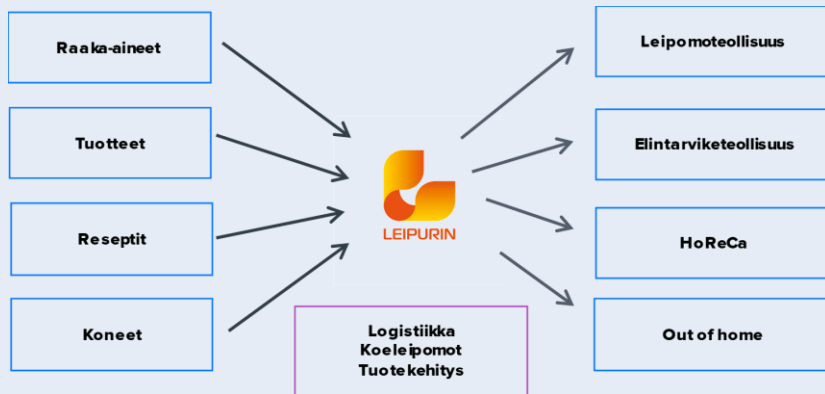 Raaka-aineet
Tuotteet
Reseptit
Koneet
LEIPURIN
Logistiikka
Koeleipomot
Tuotekehitys
Leipomoteollisuus
Elintarviketeollisuus
HoReCa
Out of home